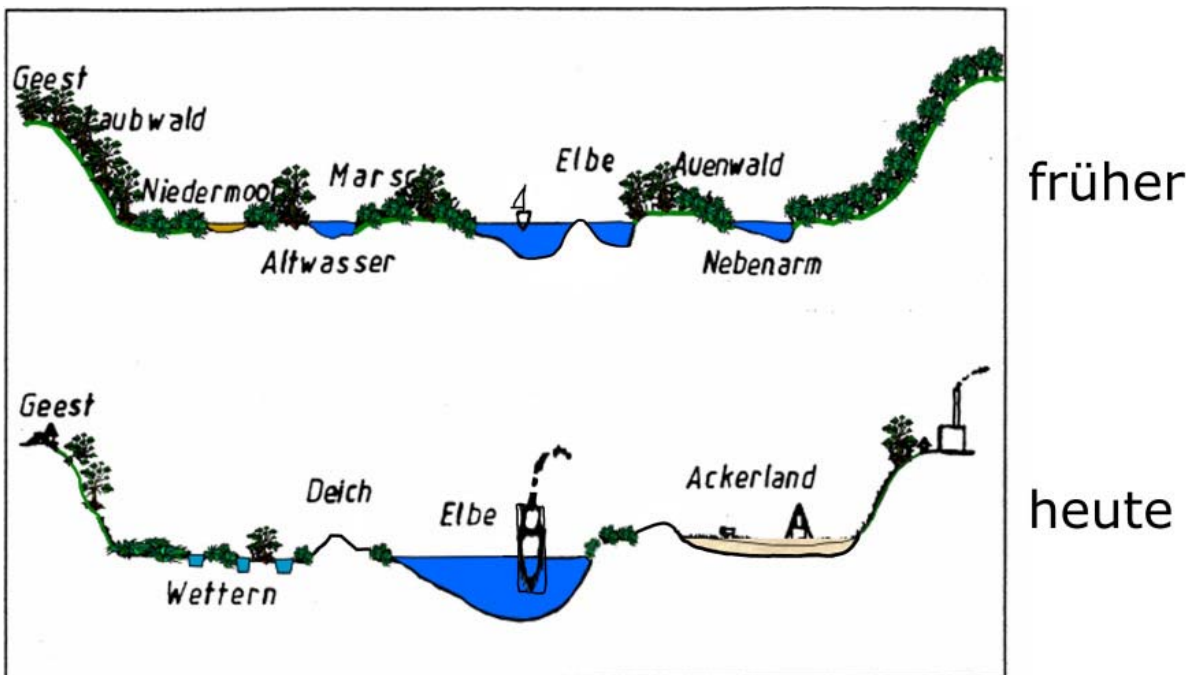 Geest
Laubwald
Niedermoor
Marsch
Elbe
Auenwald
Altwasser
Nebenarm
früher
Geest
Deich
Elbe
Ackerland
Wettern
heute